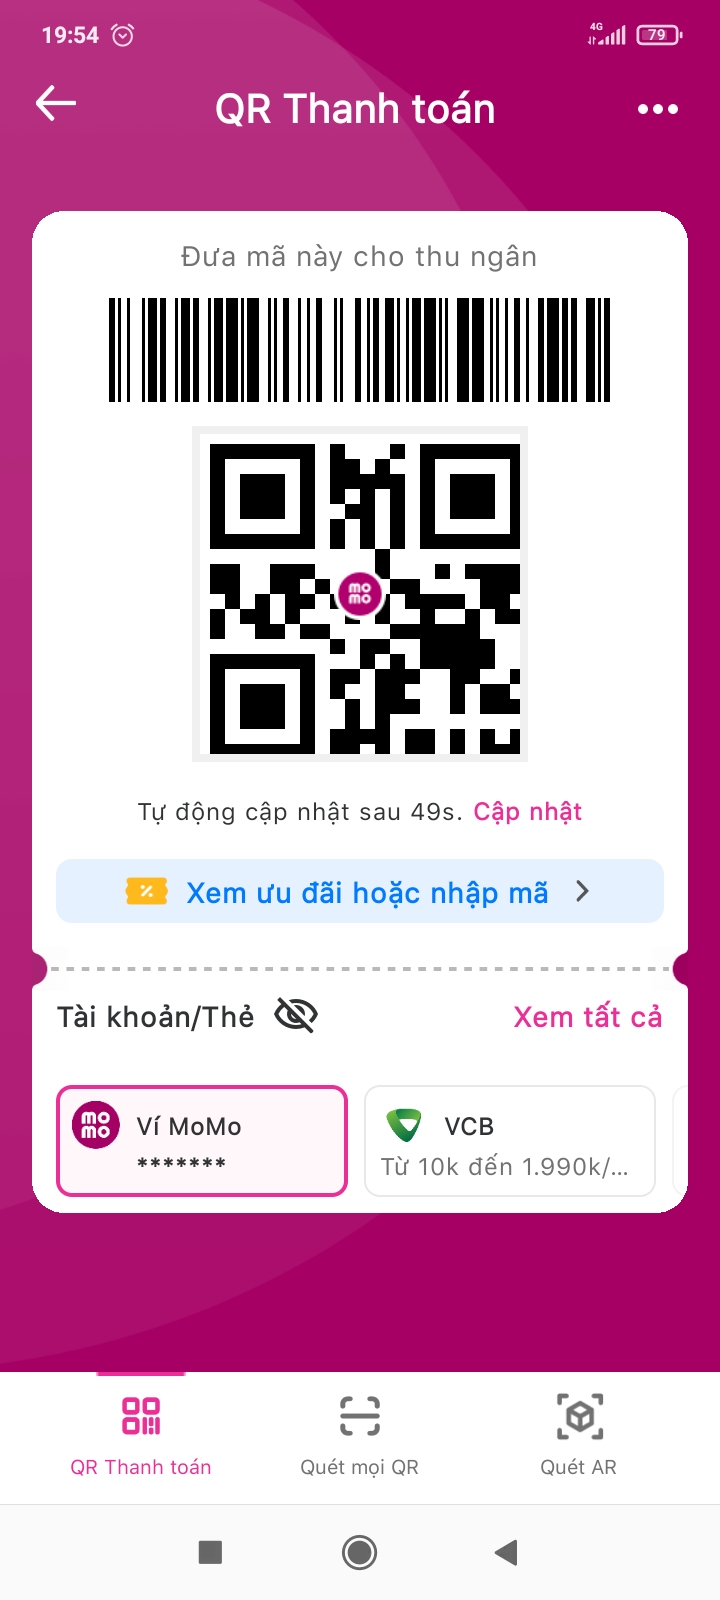 19:54
4G
79
QR Thanh toán
Đưa mã này cho thu ngân
mo
mo
Tự động cập nhật sau 49s. Cập nhật
Xem ưu đãi hoặc nhập mã
Tài khoản/Thẻ
Xem tất cả
mo
mo
Ví MoMo
*******
VCB
Từ 10k đến 1.990k/...
QR Thanh toán
Quét mọi QR
Quét AR